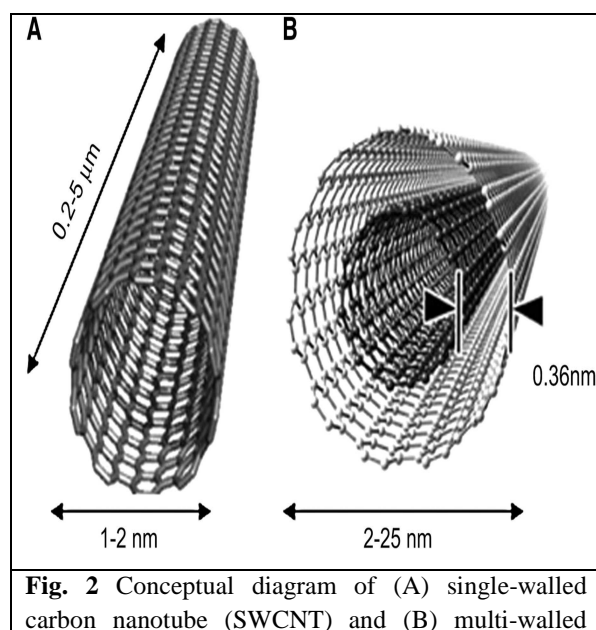 A
B
0.2-5 µm
0.36nm
1-2 nm
2-25 nm
Fig. 2 Conceptual diagram of (A) single-walled
carbon nanotube (SWCNT) and (B) multi-walled